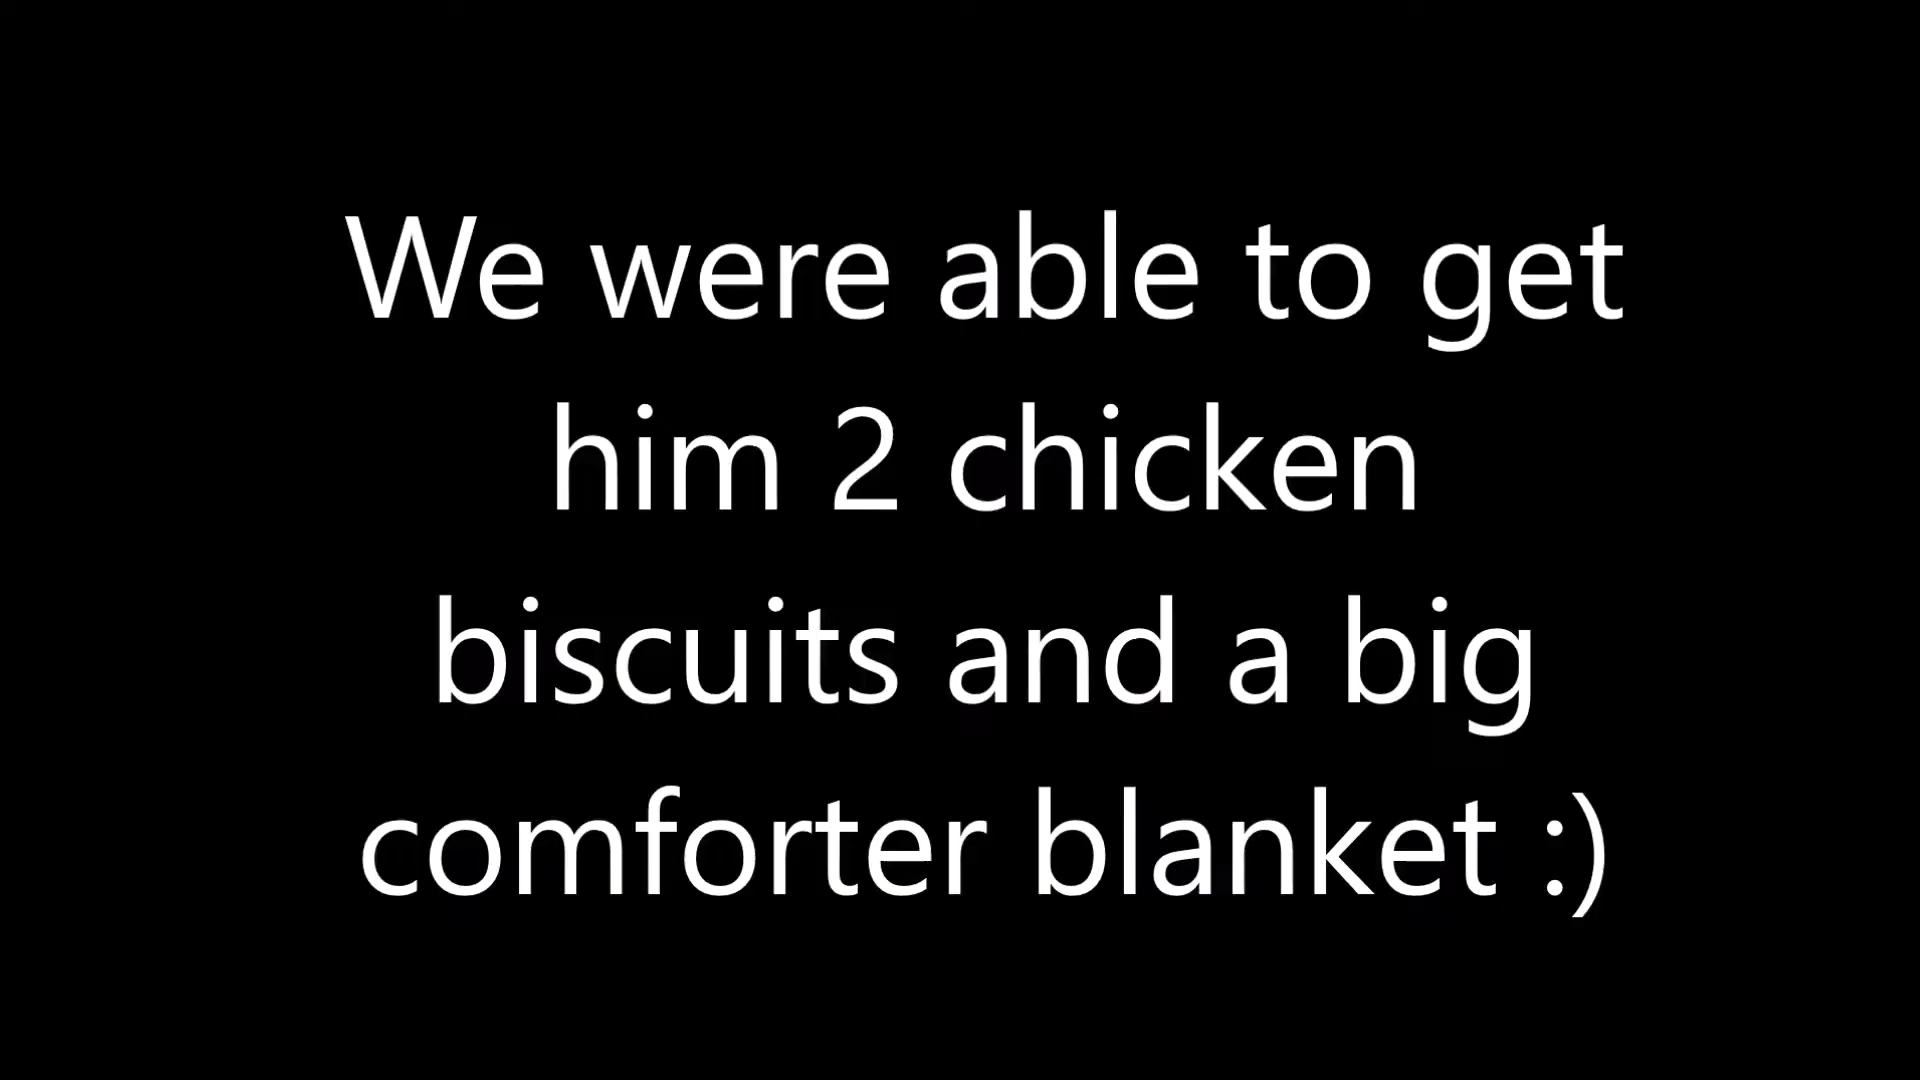 We were able to get
him 2 chicken
biscuits and a big
comforter blanket :)